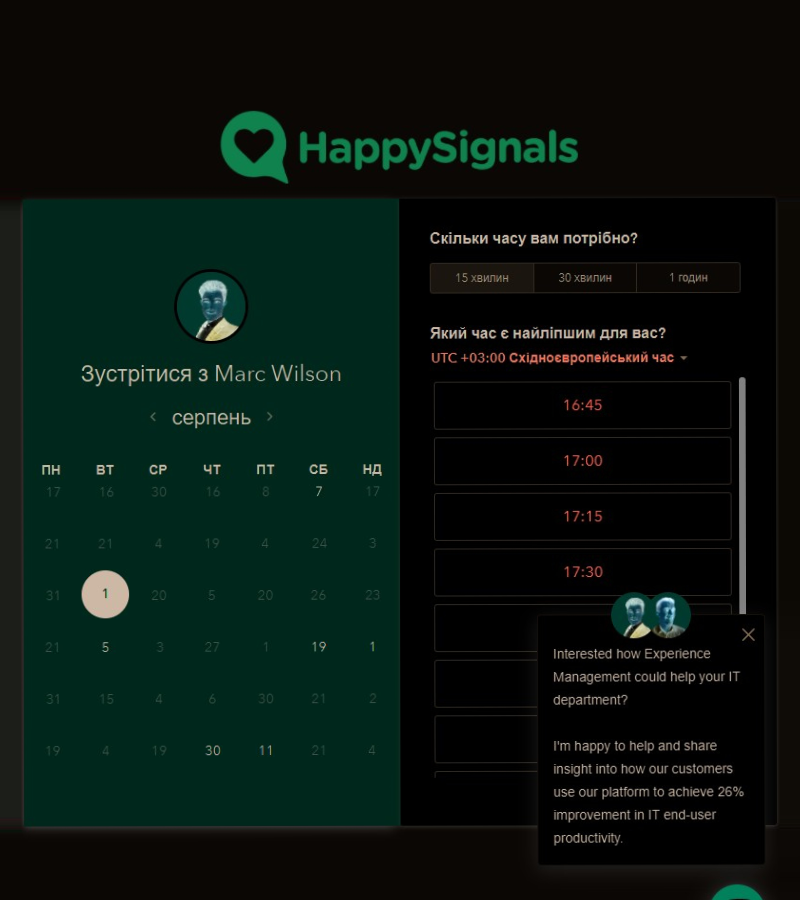 HappySignals
Зустрітися з Marc Wilson
серпень
ПН ВТ СР ЧТ ПТ СБ НД
17 16 30 16 8 7 17
21 21 4 19 4 24 3
31 1 20 5 20 26 23
21 5 3 27 1 19 1
31 15 4 6 30 21 2
19 4 19 30 11 21 4
Скільки часу вам потрібно?
15 хвилин 30 хвилин 1 годин
Який час є найліпшим для вас?
UTC +03:00 Східноєвропейський час
16:45
17:00
17:15
17:30
Interested how Experience
Management could help your IT
department?
I'm happy to help and share
insight into how our customers
use our platform to achieve 26%
improvement in IT end-user
productivity.